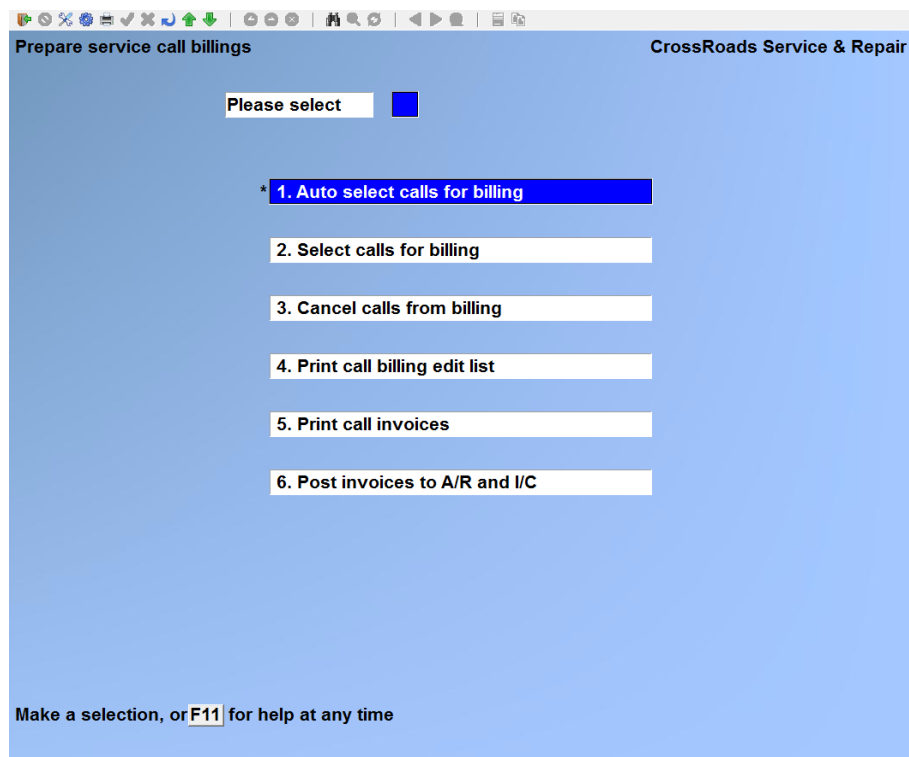 Prepare service call billings CrossRoads Service & Repair
Please select
* 1. Auto select calls for billing
2. Select calls for billing
3. Cancel calls from billing
4. Print call billing edit list
5. Print call invoices
6. Post invoices to A/R and I/C
Make a selection, or F11 for help at any time